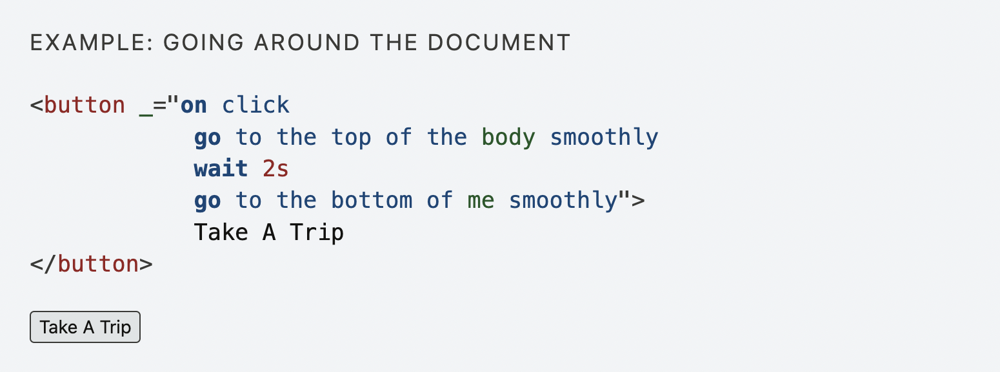 EXAMPLE: GOING AROUND THE DOCUMENT
<button _="on click
            go to the top of the body smoothly
            wait 2s
            go to the bottom of me smoothly">
            Take A Trip
</button>
Take A Trip